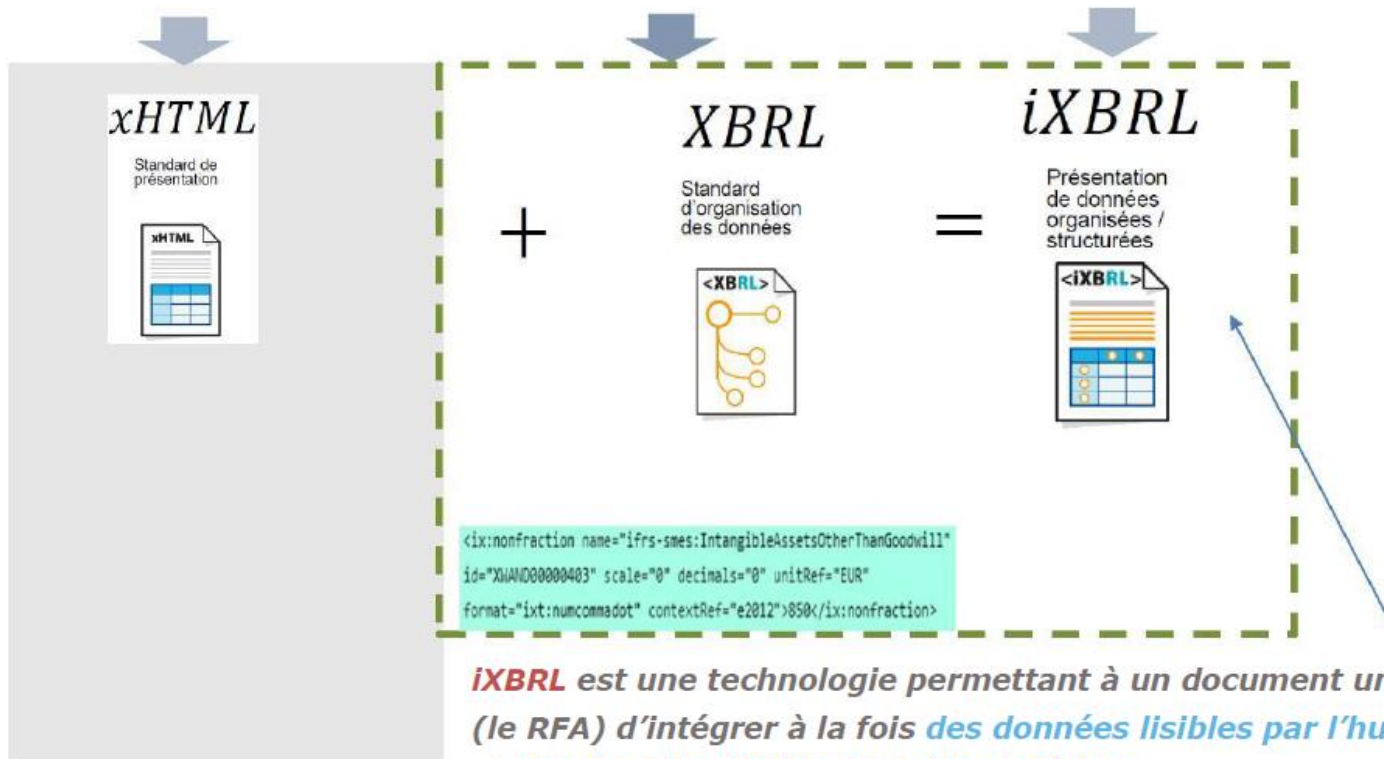 xHTML
Standard de
présentation
xHTML
+
XBRL
Standard
d'organisation
des données
<XBRL>
=
iXBRL
Présentation
de données
organisées /
structurées
<iXBRL>
<ix:nonfraction name="ifrs-smes:IntangibleAssetsOtherThanGoodwill"
id="XWAND00000403" scale="0" decimals="0" unitRef="EUR"
format="ixt:numcommadot" contextRef="e2012">850</ix:nonfraction>
iXBRL est une technologie permettant à un document un
(le RFA) d'intégrer à la fois des données lisibles par l'hu